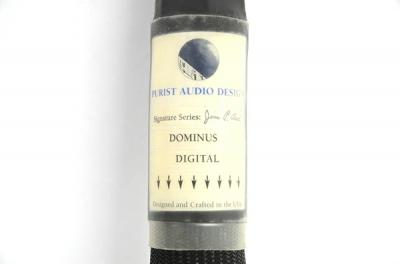 PURIST AUDIO DESIGN
Signature Series:
DOMINUS
DIGITAL
Designed and Crafted in the USA